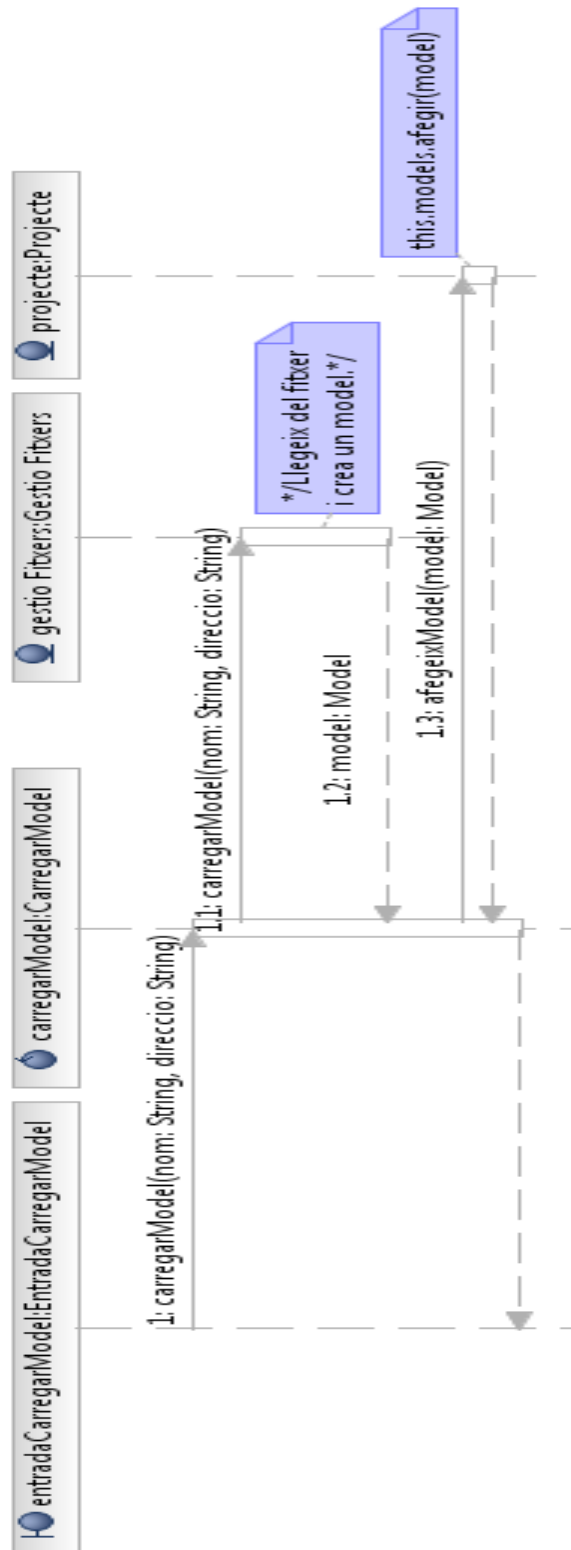 entradaCarregarModel:EntradaCarregarModel
carregarModel:CarregarModel
gestio Fitxers:Gestio Fitxers
projecte:Projecte
1: carregarModel(nom: String, direccio: String)
1.1: carregarModel(nom: String, direccio: String)
*/Llegeix del fitxer
i crea un model.*/
1.2: model: Model
1.3: afegeixModel(model: Model)
this.models.afegir(model)